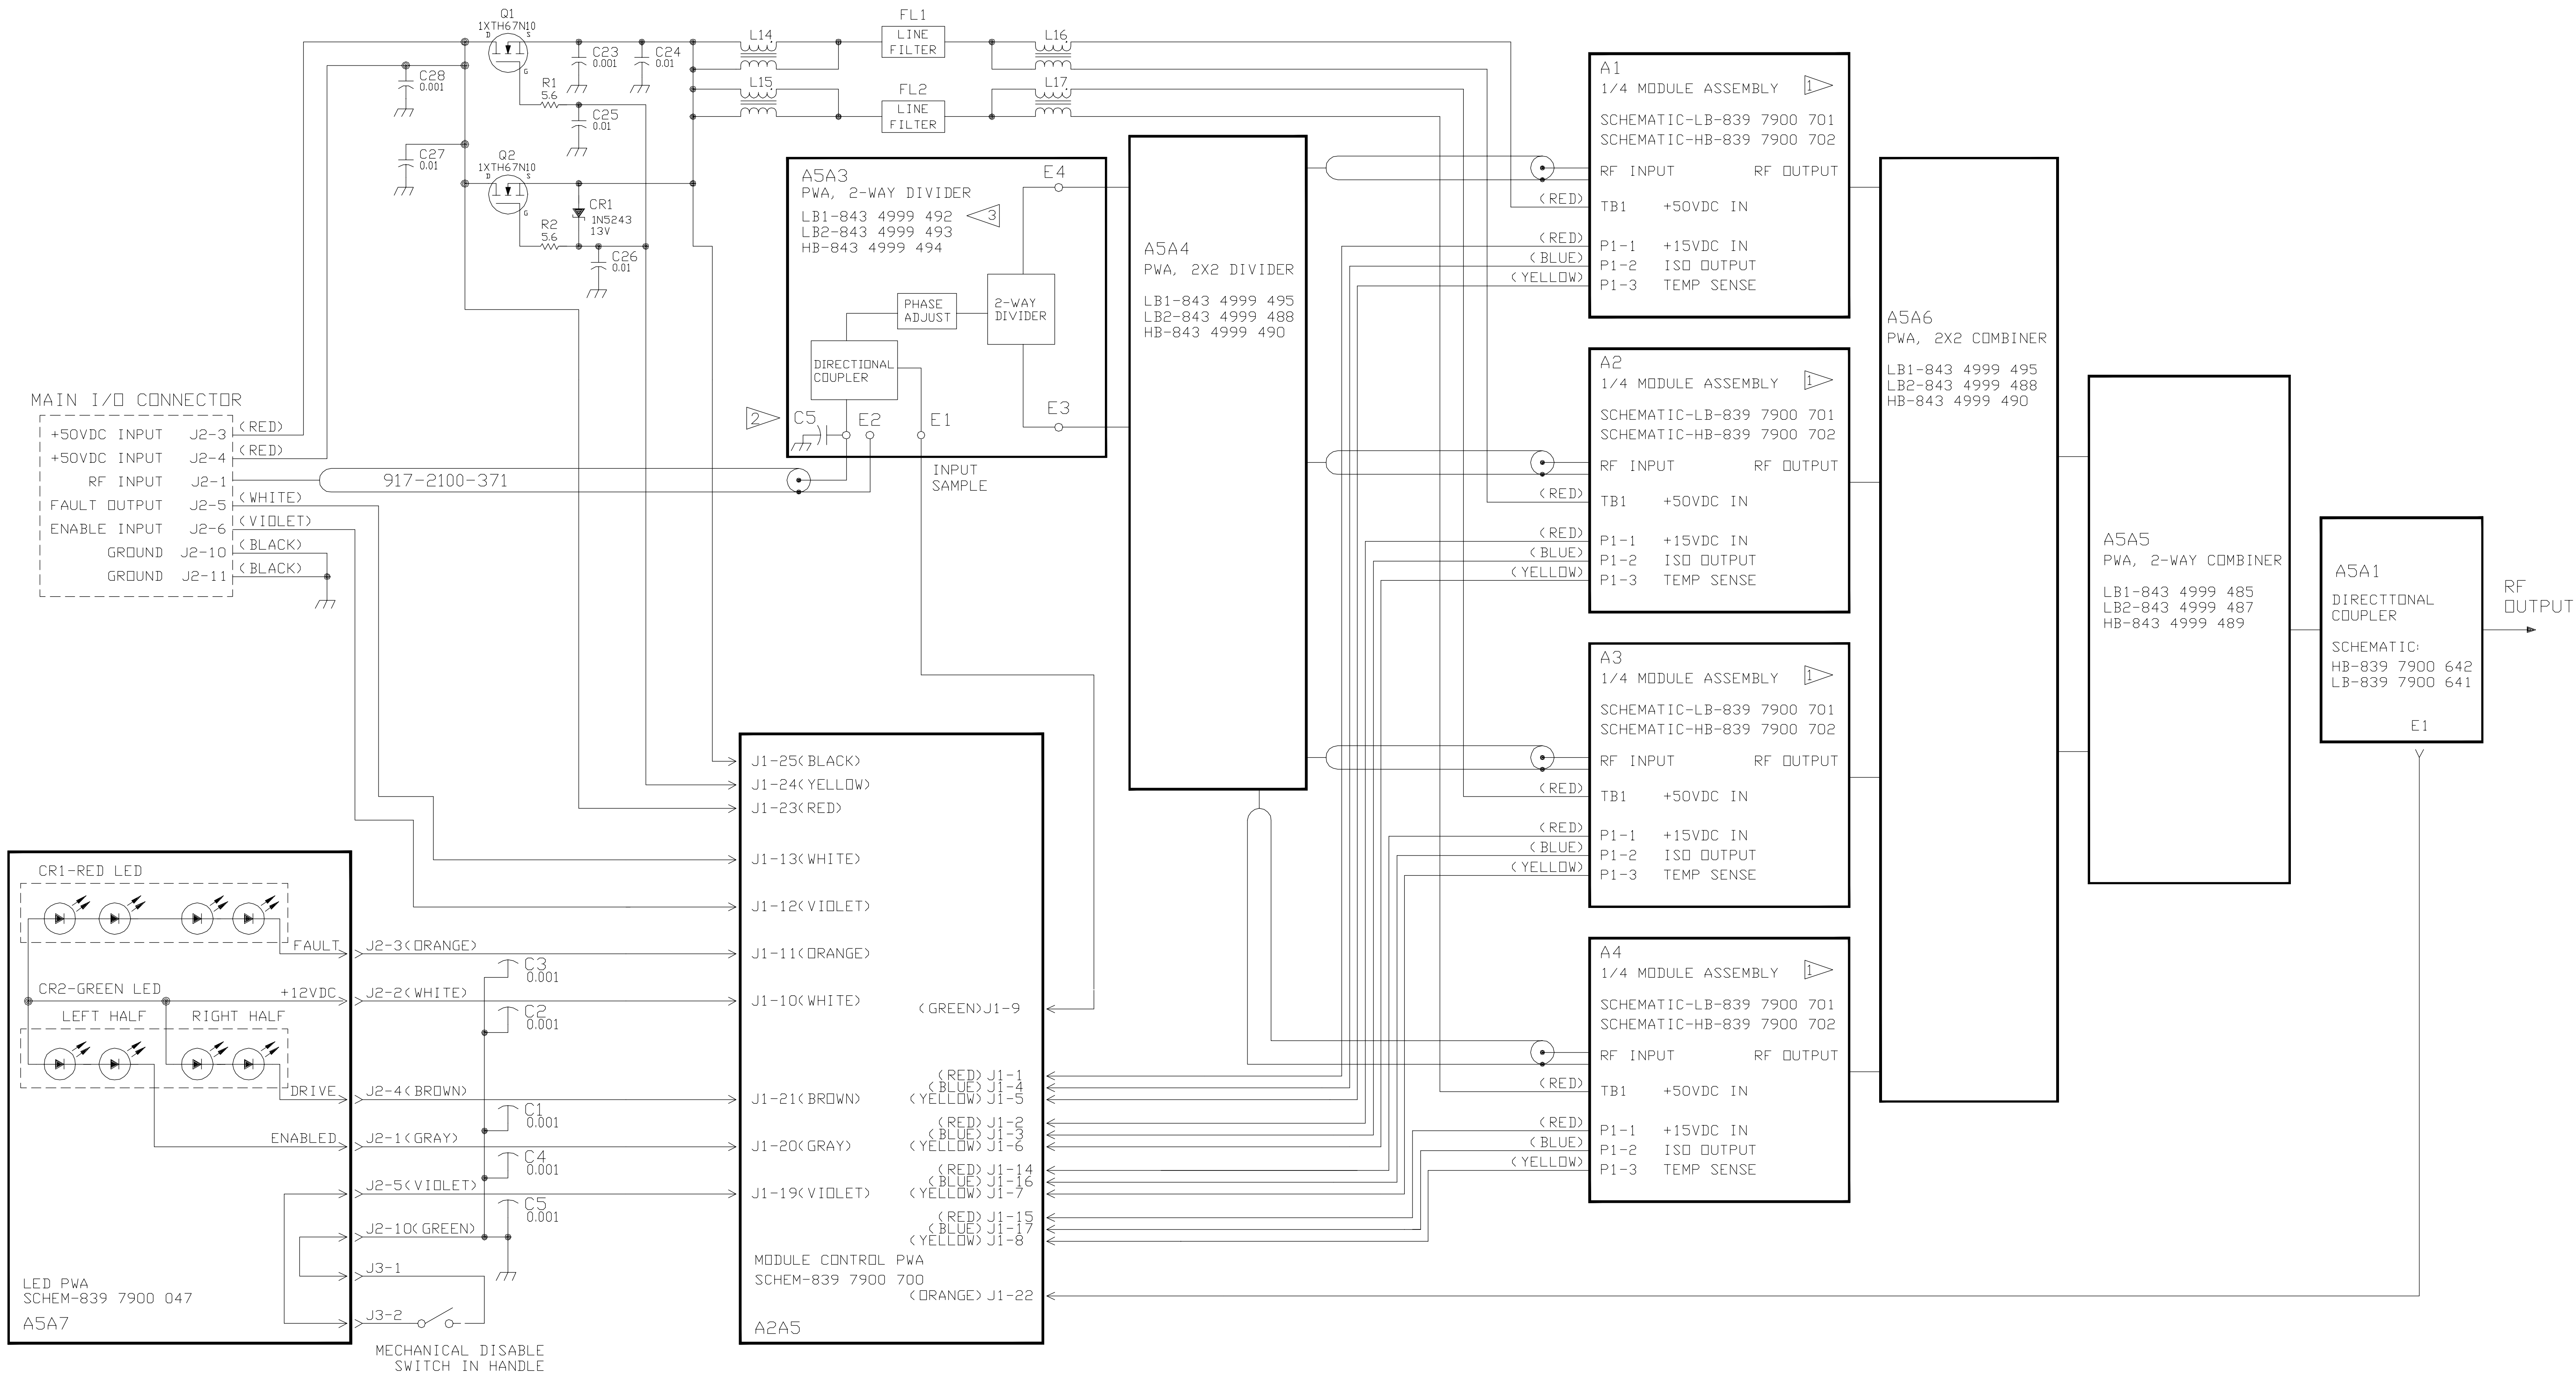 Q1
1XTH67N10
D
S
G
C23
0.001
C24
0.01
C28
0.001
R1
5.6
C25
0.01
C27
0.01
Q2
1XTH67N10
D
S
G
CR1
1N5243
13V
R2
5.6
C26
0.01
L14
L15
FL1
LINE
FILTER
FL2
LINE
FILTER
L16
L17
MAIN I/O CONNECTOR
+50VDC INPUT J2-3 (RED)
+50VDC INPUT J2-4 (RED)
RF INPUT J2-1
FAULT OUTPUT J2-5 (WHITE)
ENABLE INPUT J2-6 (VIOLET)
GROUND J2-10 (BLACK)
GROUND J2-11 (BLACK)
917-2100-371
A5A3
PWA, 2-WAY DIVIDER
LB1-843 4999 492
LB2-843 4999 493
HB-843 4999 494
3
E4
PHASE
ADJUST
2-WAY
DIVIDER
DIRECTIONAL
COUPLER
2
C5
E2
E1
E3
INPUT
SAMPLE
A5A4
PWA, 2X2 DIVIDER
LB1-843 4999 495
LB2-843 4999 488
HB-843 4999 490
A1
1/4 MODULE ASSEMBLY 1
SCHEMATIC-LB-839 7900 701
SCHEMATIC-HB-839 7900 702
RF INPUT RF OUTPUT
(RED) TB1 +50VDC IN
(RED) P1-1 +15VDC IN
(BLUE) P1-2 ISO OUTPUT
(YELLOW) P1-3 TEMP SENSE
A2
1/4 MODULE ASSEMBLY 1
SCHEMATIC-LB-839 7900 701
SCHEMATIC-HB-839 7900 702
RF INPUT RF OUTPUT
(RED) TB1 +50VDC IN
(RED) P1-1 +15VDC IN
(BLUE) P1-2 ISO OUTPUT
(YELLOW) P1-3 TEMP SENSE
A3
1/4 MODULE ASSEMBLY 1
SCHEMATIC-LB-839 7900 701
SCHEMATIC-HB-839 7900 702
RF INPUT RF OUTPUT
(RED) TB1 +50VDC IN
(RED) P1-1 +15VDC IN
(BLUE) P1-2 ISO OUTPUT
(YELLOW) P1-3 TEMP SENSE
A4
1/4 MODULE ASSEMBLY 1
SCHEMATIC-LB-839 7900 701
SCHEMATIC-HB-839 7900 702
RF INPUT RF OUTPUT
(RED) TB1 +50VDC IN
(RED) P1-1 +15VDC IN
(BLUE) P1-2 ISO OUTPUT
(YELLOW) P1-3 TEMP SENSE
A5A6
PWA, 2X2 COMBINER
LB1-843 4999 495
LB2-843 4999 488
HB-843 4999 490
A5A5
PWA, 2-WAY COMBINER
LB1-843 4999 485
LB2-843 4999 487
HB-843 4999 489
A5A1
DIRECTTONAL
COUPLER
SCHEMATIC:
HB-839 7900 642
LB-839 7900 641
E1
RF
OUTPUT
J1-25(BLACK)
J1-24(YELLOW)
J1-23(RED)
J1-13(WHITE)
J1-12(VIOLET)
J1-11(ORANGE)
J1-10(WHITE)
J1-21(BROWN)
J1-20(GRAY)
J1-19(VIOLET)
(GREEN)J1-9
(RED) J1-1
(BLUE) J1-4
(YELLOW) J1-5
(RED) J1-2
(BLUE) J1-3
(YELLOW) J1-6
(RED) J1-14
(BLUE) J1-16
(YELLOW) J1-7
(RED) J1-15
(BLUE) J1-17
(YELLOW) J1-8
MODULE CONTROL PWA
SCHEM-839 7900 700
(ORANGE) J1-22
A2A5
CR1-RED LED
FAULT
CR2-GREEN LED
+12VDC
LEFT HALF RIGHT HALF
DRIVE
ENABLED
LED PWA
SCHEM-839 7900 047
A5A7
J2-3(ORANGE)
J2-2(WHITE)
J2-4(BROWN)
J2-1(GRAY)
J2-5(VIOLET)
J2-10(GREEN)
J3-1
J3-2
C3
0.001
C2
0.001
C1
0.001
C4
0.001
C5
0.001
MECHANICAL DISABLE
SWITCH IN HANDLE